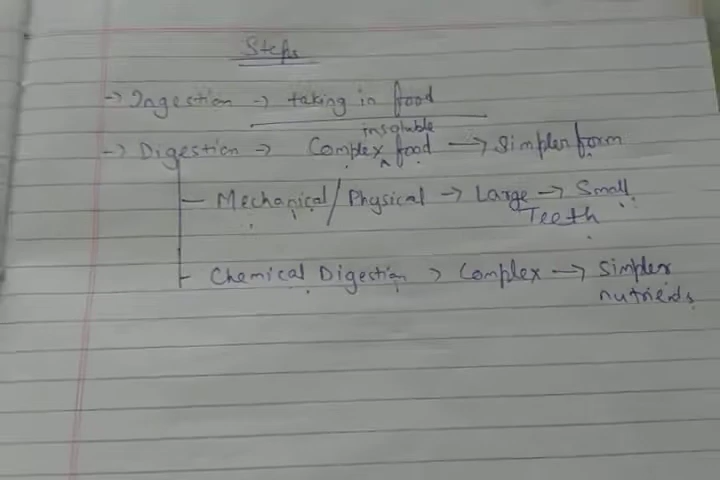 Steps
→ Ingestion → taking in food
insoluble
→ Digestion → Complex ^ food → Simpler form
- Mechanical/Physical → Large → Small
Teeth
- Chemical Digestion → Complex → Simpler
nutrients